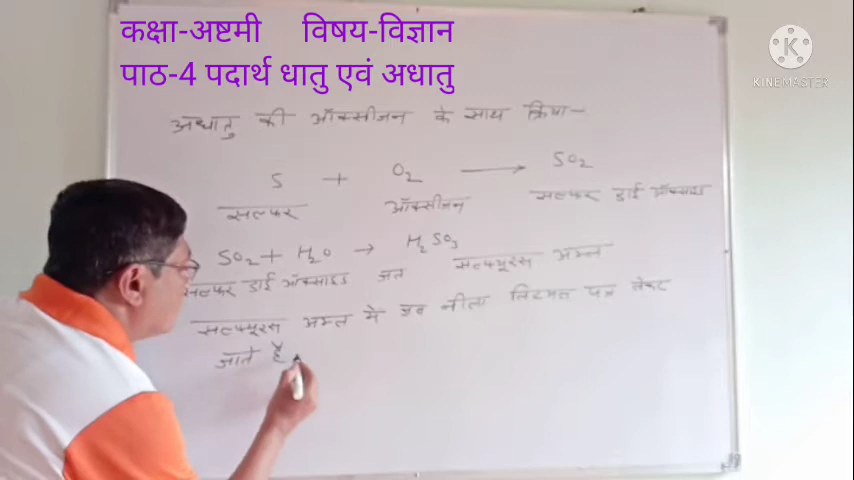 कक्षा-अष्टमी विषय-विज्ञान
पाठ-4 पदार्थ धातु एवं अधातु
K
KINEMASTER
अधातु की ऑक्सीजन के साथ क्रिया-
S + O₂ → SO₂
सल्फर ऑक्सीजन सल्फर डाई ऑक्साइड
SO₂ + H₂O → H₂SO₃
सल्फर डाई ऑक्साइड जल सल्फ्यूरस अम्ल
सल्फ्यूरस अम्ल में जब नीला लिटमस पत्र लेकर
जाते हैं